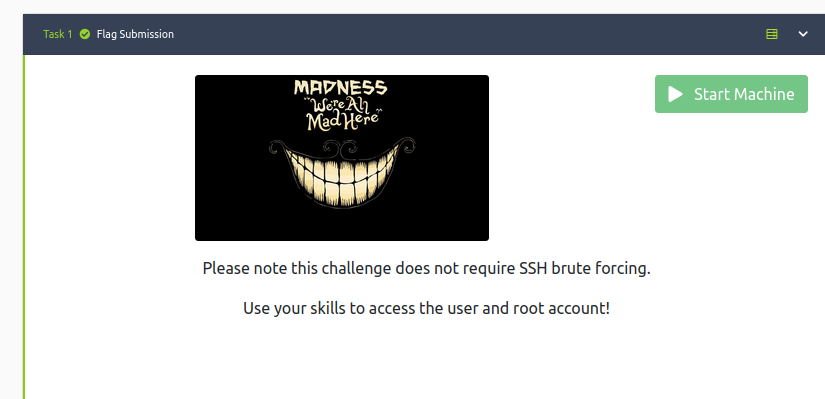 Task 1 Flag Submission
MADNESS
"We're All
Mad Here"
Start Machine
Please note this challenge does not require SSH brute forcing.
Use your skills to access the user and root account!